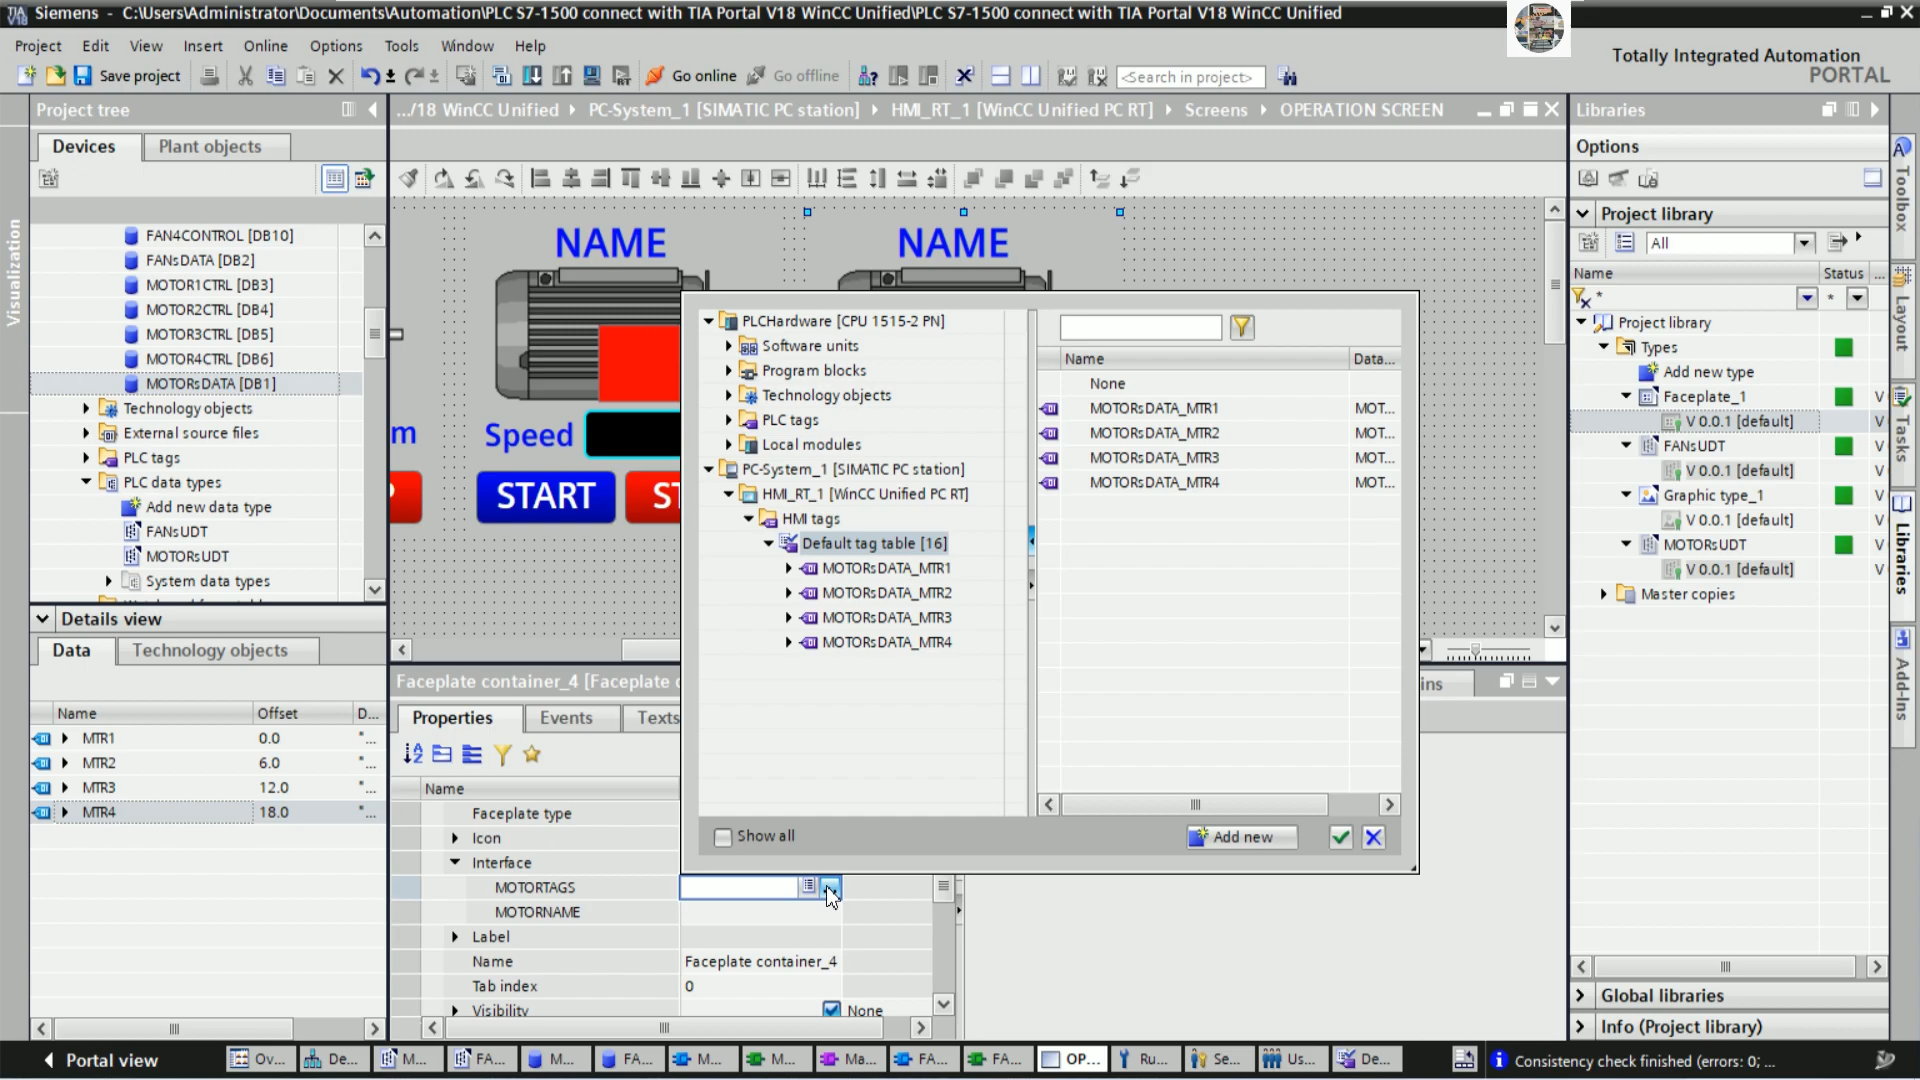 Siemens - C:\Users\Administrator\Documents\Automation\PLC S7-1500 connect with TIA Portal V18 WinCC Unified\PLC S7-1500 connect with TIA Portal V18 WinCC Unified
Project Edit View Insert Online Options Tools Window Help
Totally Integrated Automation
PORTAL
Save project Go online Go offline <Search in project>
Project tree
.../18 WinCC Unified PC-System_1 [SIMATIC PC station] HMI_RT_1 [WinCC Unified PC RT] Screens OPERATION SCREEN
Libraries
Devices Plant objects
Options
Visualization
FAN4CONTROL [DB10]
FANsDATA [DB2]
MOTOR1CTRL [DB3]
MOTOR2CTRL [DB4]
MOTOR3CTRL [DB5]
MOTOR4CTRL [DB6]
MOTORsDATA [DB1]
Technology objects
External source files
PLC tags
PLC data types
Add new data type
FANsUDT
MOTORsUDT
System data types
Details view
Data Technology objects
Name Offset D...
MTR1 0.0 "...
MTR2 6.0 "...
MTR3 12.0 "...
MTR4 18.0 "...
NAME NAME
m Speed
START ST
PLCHardware [CPU 1515-2 PN]
Software units
Program blocks
Technology objects
PLC tags
Local modules
PC-System_1 [SIMATIC PC station]
HMI_RT_1 [WinCC Unified PC RT]
HMI tags
Default tag table [16]
MOTORsDATA_MTR1
MOTORsDATA_MTR2
MOTORsDATA_MTR3
MOTORsDATA_MTR4
Name Data...
None
MOTORsDATA_MTR1 MOT...
MOTORsDATA_MTR2 MOT...
MOTORsDATA_MTR3 MOT...
MOTORsDATA_MTR4 MOT...
Show all
Add new
Faceplate container_4 [Faceplate
ins
Properties Events Texts
Name
Faceplate type
Icon
Interface
MOTORTAGS
MOTORNAME
Label
Name Faceplate container_4
Tab index 0
Visibility None
Project library
All
Name Status ...
* *
Project library
Types
Add new type
Faceplate_1 V
V 0.0.1 [default]
FANsUDT V
V 0.0.1 [default]
Graphic type_1 V
V 0.0.1 [default]
MOTORsUDT V
V 0.0.1 [default]
Master copies
Global libraries
Info (Project library)
Toolbox
Layout
Tasks
Libraries
Add-Ins
Portal view
Ov... De... M... FA... M... FA... M... M... Ma... FA... FA... OP... Ru... Se... Us... De...
Consistency check finished (errors: 0; ...